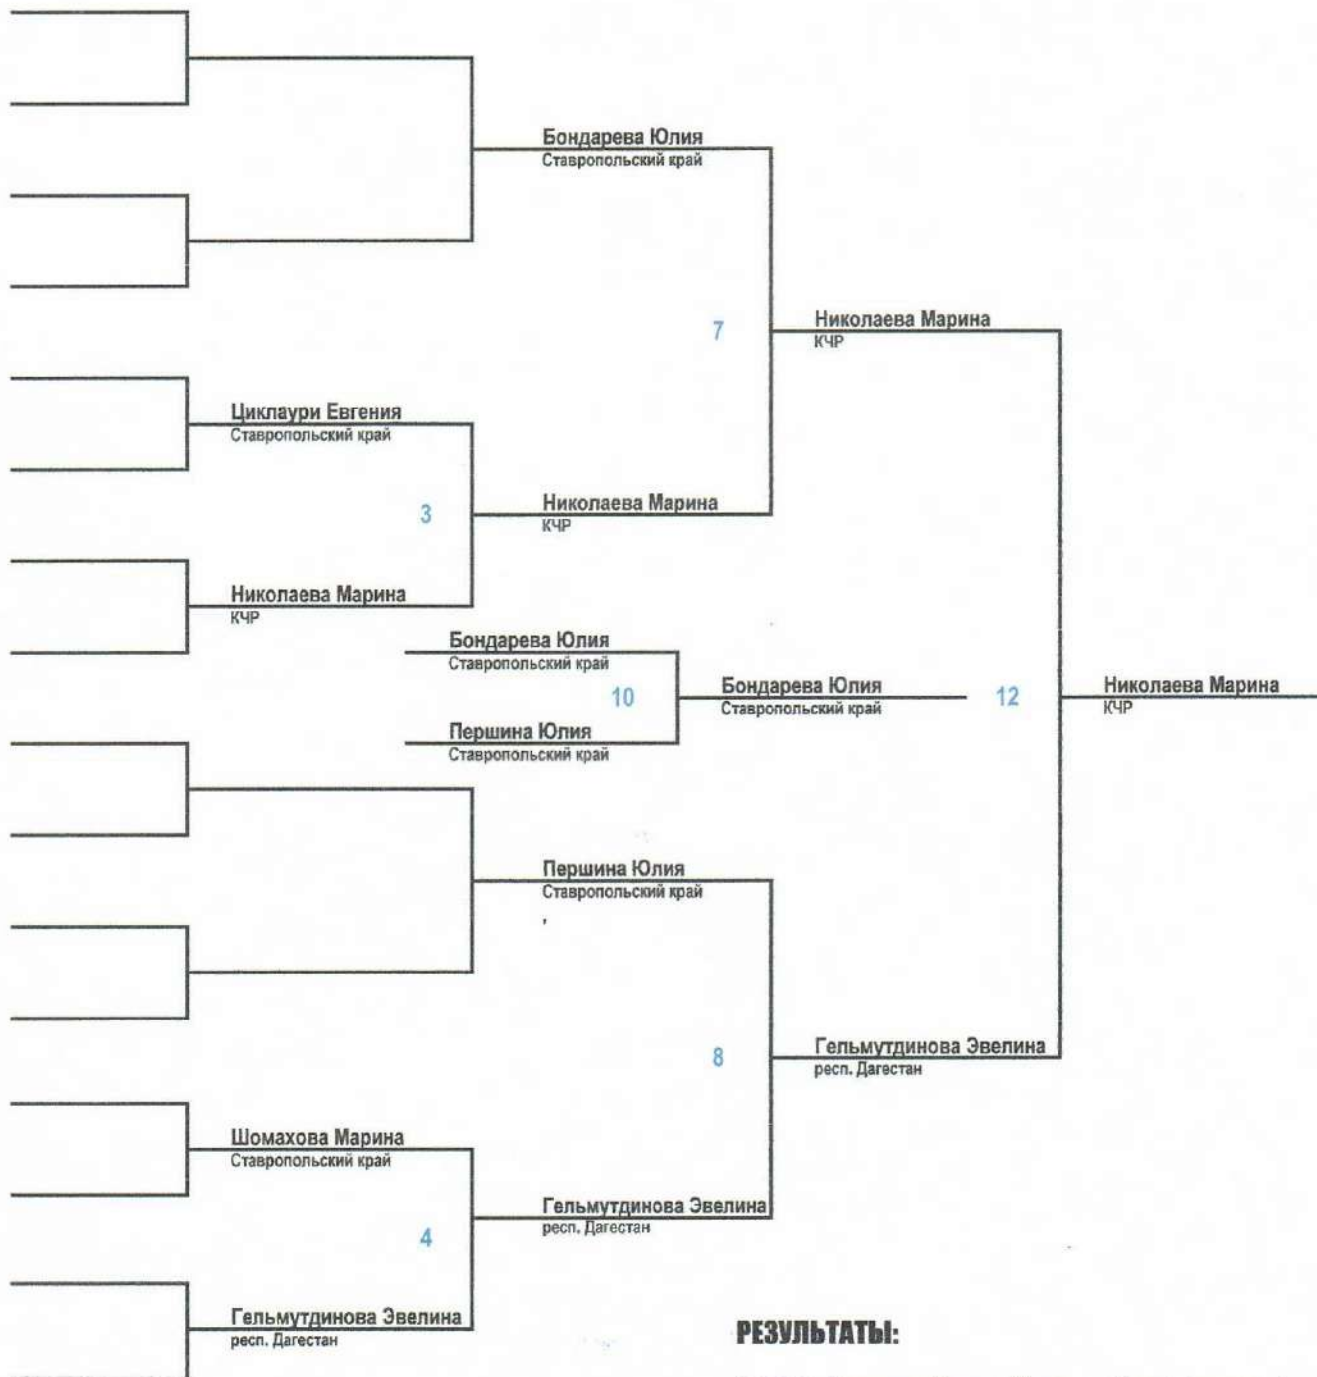 Бондарева Юлия
Ставропольский край
7
Николаева Марина
КЧР
Циклаури Евгения
Ставропольский край
3
Николаева Марина
КЧР
Николаева Марина
КЧР
Бондарева Юлия
Ставропольский край
10
Бондарева Юлия
Ставропольский край
12
Николаева Марина
КЧР
Першина Юлия
Ставропольский край
Першина Юлия
Ставропольский край
8
Гельмутдинова Эвелина
респ. Дагестан
Шомахова Марина
Ставропольский край
Гельмутдинова Эвелина
респ. Дагестан
4
Гельмутдинова Эвелина
респ. Дагестан
РЕЗУЛЬТАТЫ: